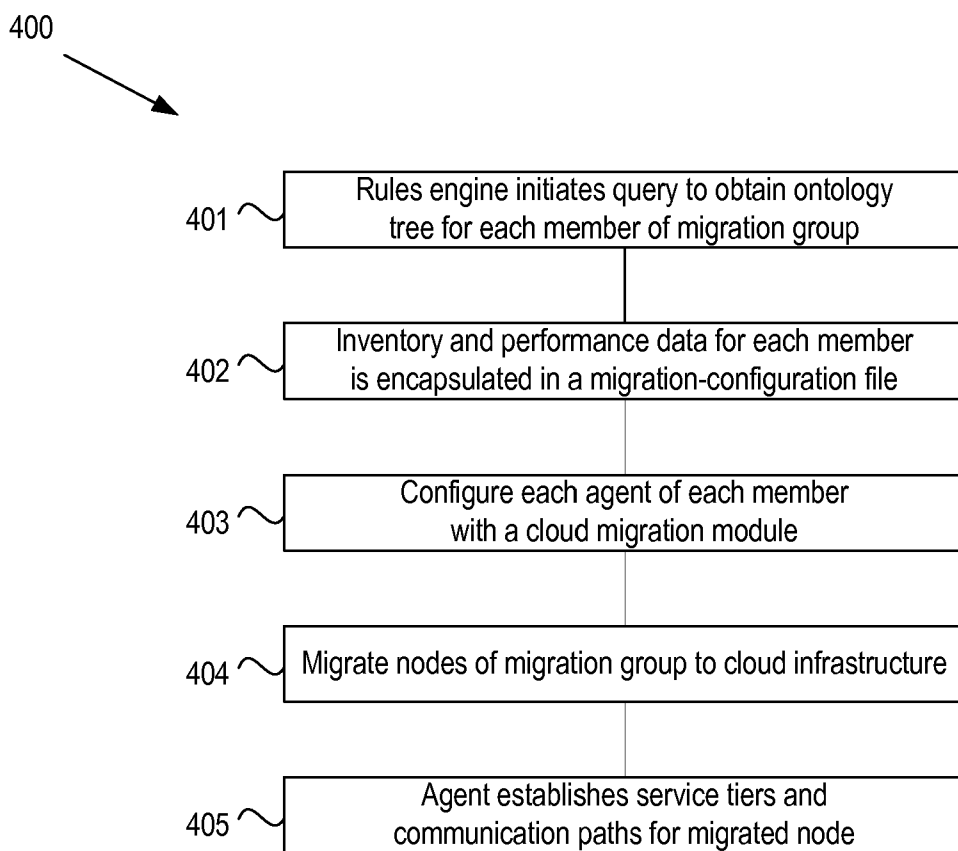 400
401
Rules engine initiates query to obtain ontology
tree for each member of migration group
402
Inventory and performance data for each member
is encapsulated in a migration-configuration file
403
Configure each agent of each member
with a cloud migration module
404
Migrate nodes of migration group to cloud infrastructure
405
Agent establishes service tiers and
communication paths for migrated node